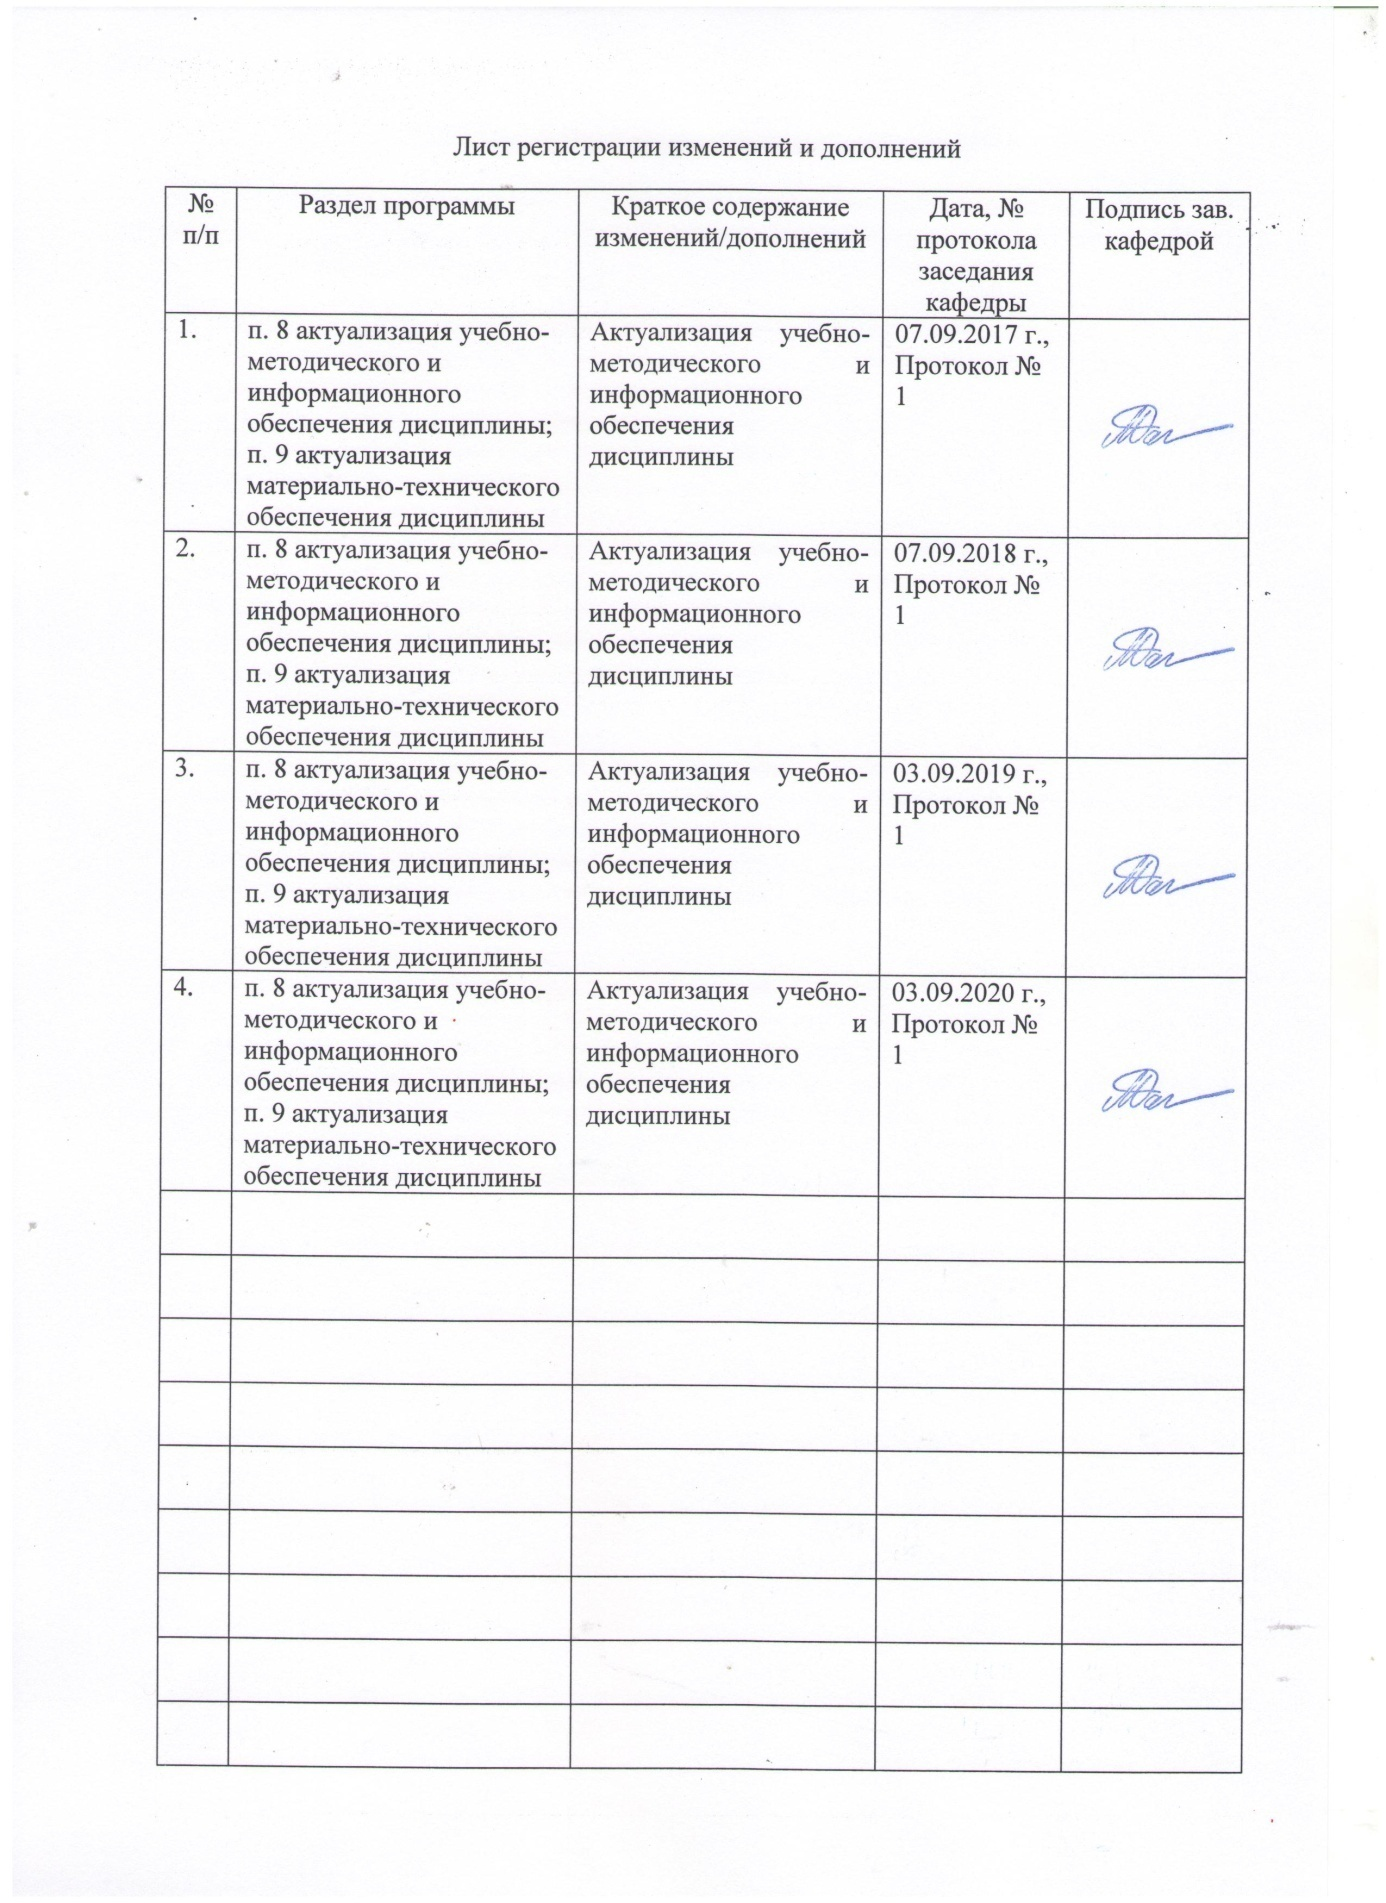 Лист регистрации изменений и дополнений
№
п/п
Раздел программы
Краткое содержание
изменений/дополнений
Дата, №
протокола
заседания
кафедры
Подпись зав.
кафедрой
1.
п. 8 актуализация учебно-
методического и
информационного
обеспечения дисциплины;
п. 9 актуализация
материально-технического
обеспечения дисциплины
Актуализация учебно-
методического и
информационного
обеспечения
дисциплины
07.09.2017 г.,
Протокол №
1
2.
п. 8 актуализация учебно-
методического и
информационного
обеспечения дисциплины;
п. 9 актуализация
материально-технического
обеспечения дисциплины
Актуализация учебно-
методического и
информационного
обеспечения
дисциплины
07.09.2018 г.,
Протокол №
1
3.
п. 8 актуализация учебно-
методического и
информационного
обеспечения дисциплины;
п. 9 актуализация
материально-технического
обеспечения дисциплины
Актуализация учебно-
методического и
информационного
обеспечения
дисциплины
03.09.2019 г.,
Протокол №
1
4.
п. 8 актуализация учебно-
методического и
информационного
обеспечения дисциплины;
п. 9 актуализация
материально-технического
обеспечения дисциплины
Актуализация учебно-
методического и
информационного
обеспечения
дисциплины
03.09.2020 г.,
Протокол №
1